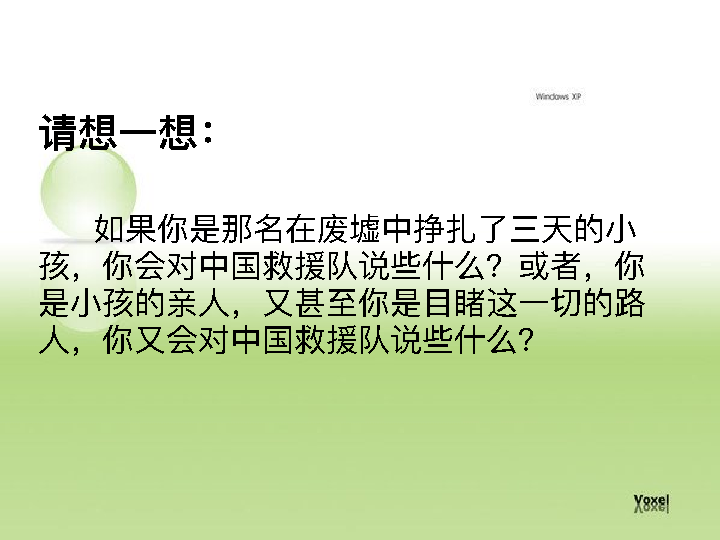 Windows XP
请想一想：
如果你是那名在废墟中挣扎了三天的小
孩，你会对中国救援队说些什么？或者，你
是小孩的亲人，又甚至你是目睹这一切的路
人，你又会对中国救援队说些什么？
Voxel